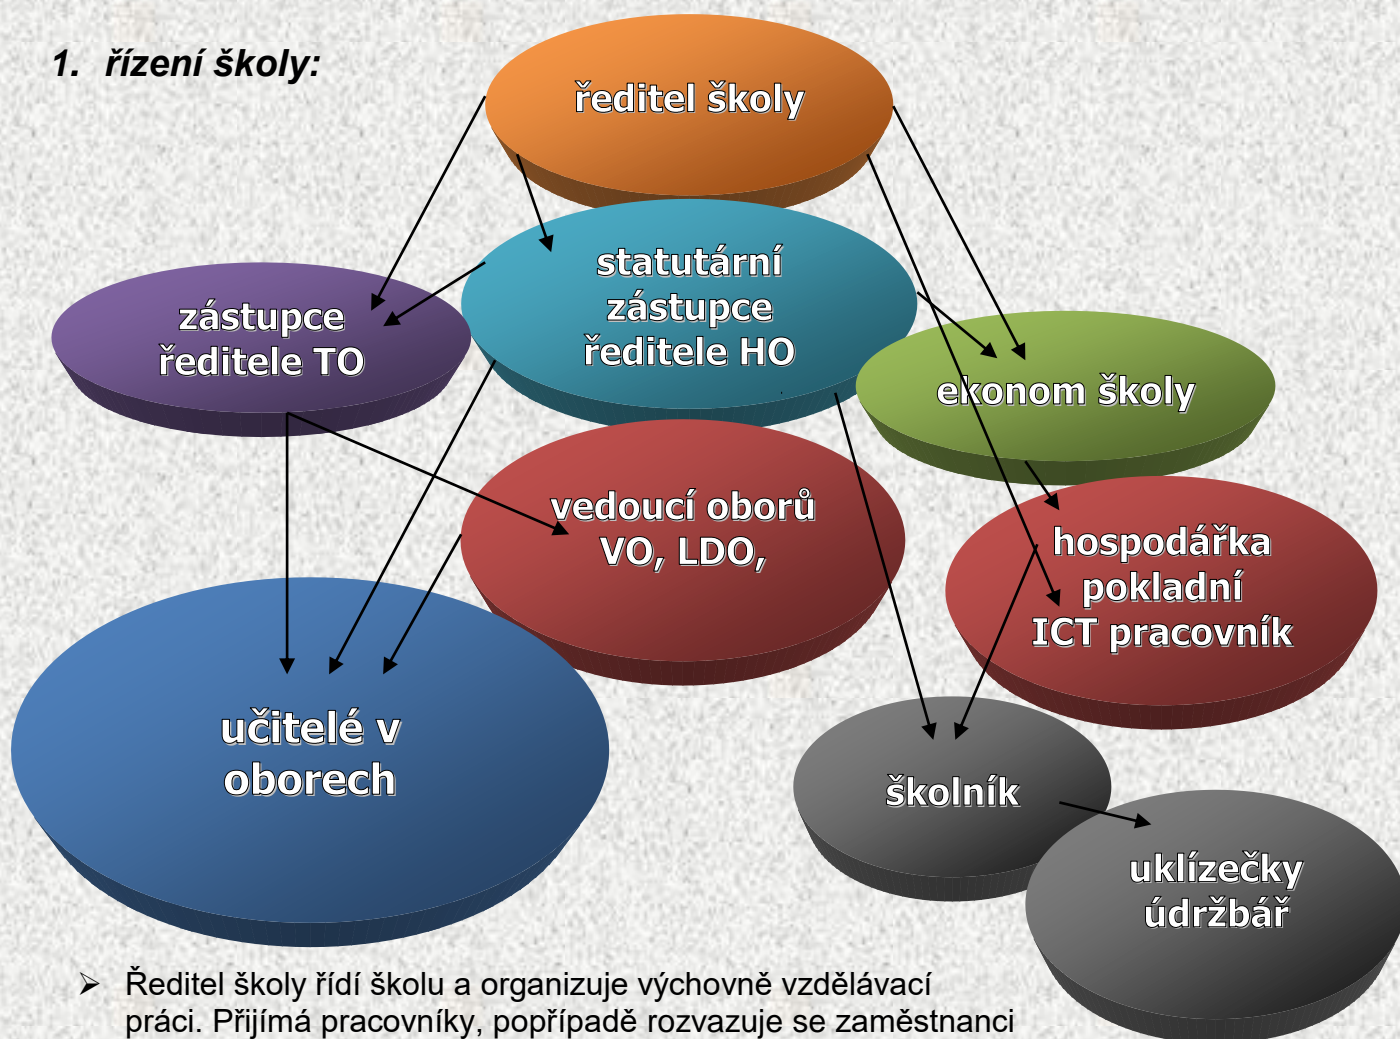 1. řízení školy:
ředitel školy
statutární
zástupce
ředitele HO
zástupce
ředitele TO
ekonom školy
vedoucí oborů
VO, LDO,
hospodářka
pokladní
ICT pracovník
učitelé v
oborech
školník
uklízečky
údržbář
➢ Ředitel školy řídí školu a organizuje výchovně vzdělávací
práci. Přijímá pracovníky, popřípadě rozvazuje se zaměstnanci